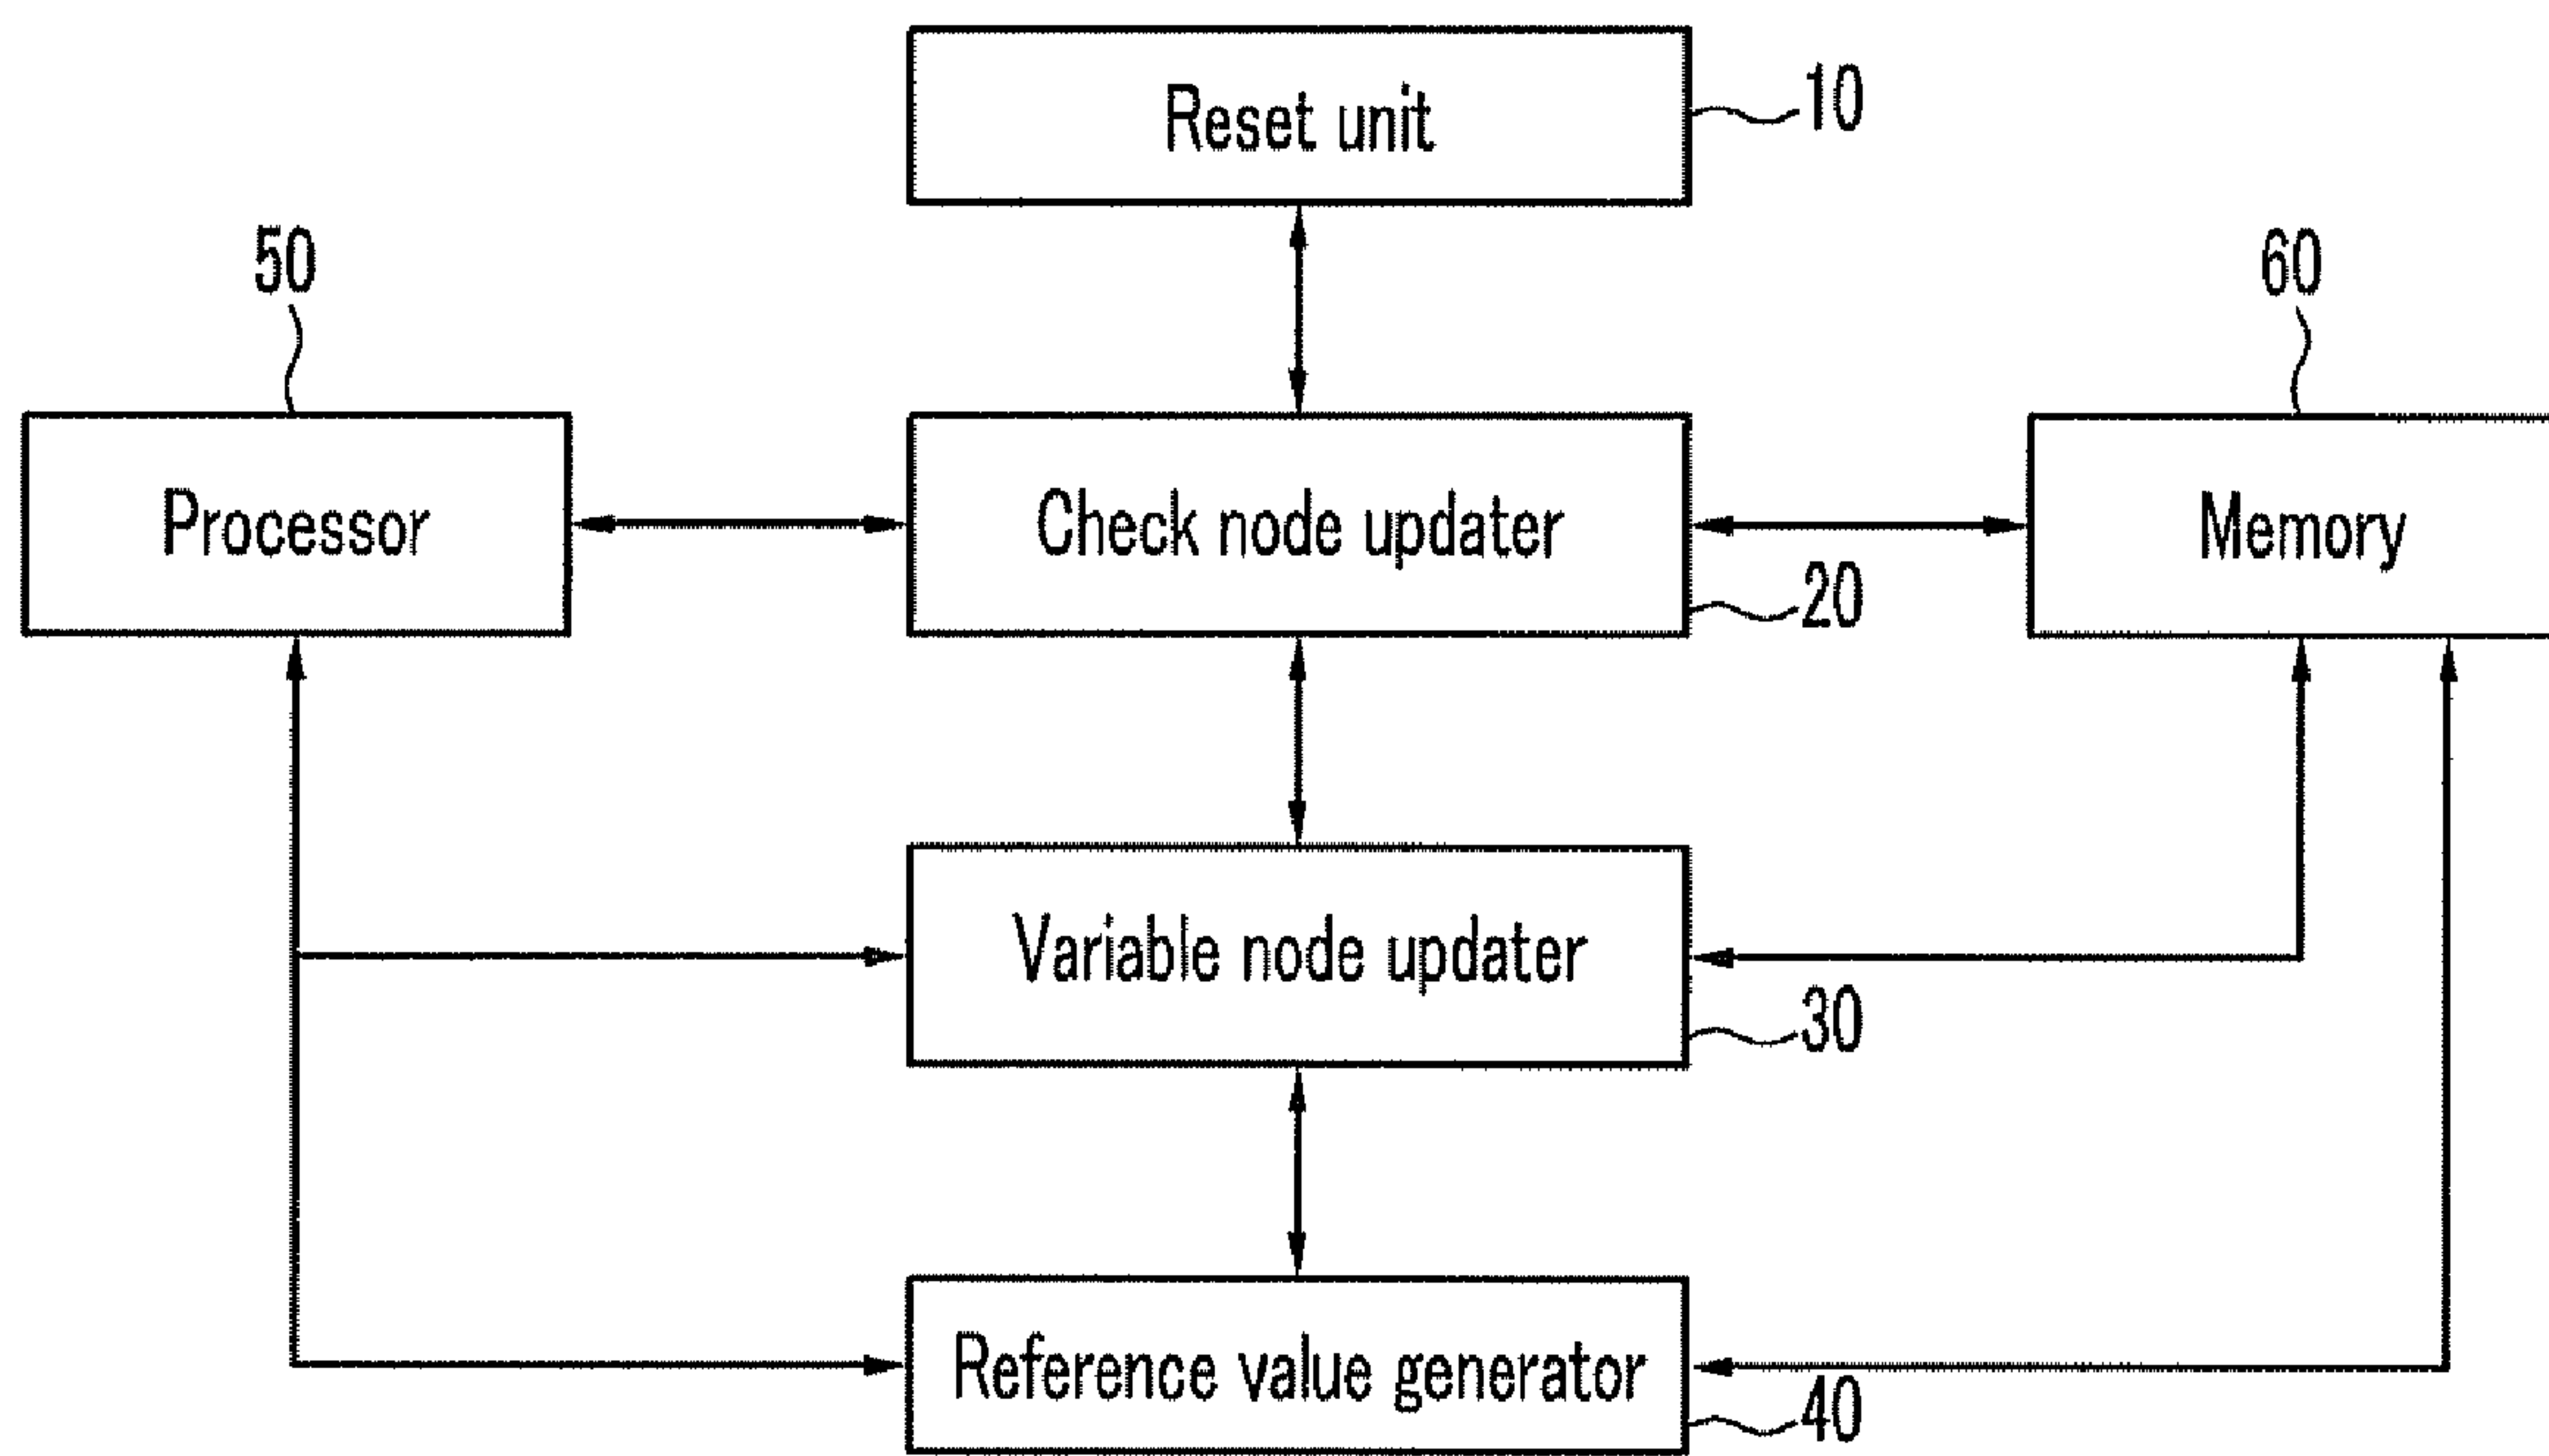 Reset unit
10
50
60
Processor
Check node updater
Memory
20
Variable node updater
30
Reference value generator
40